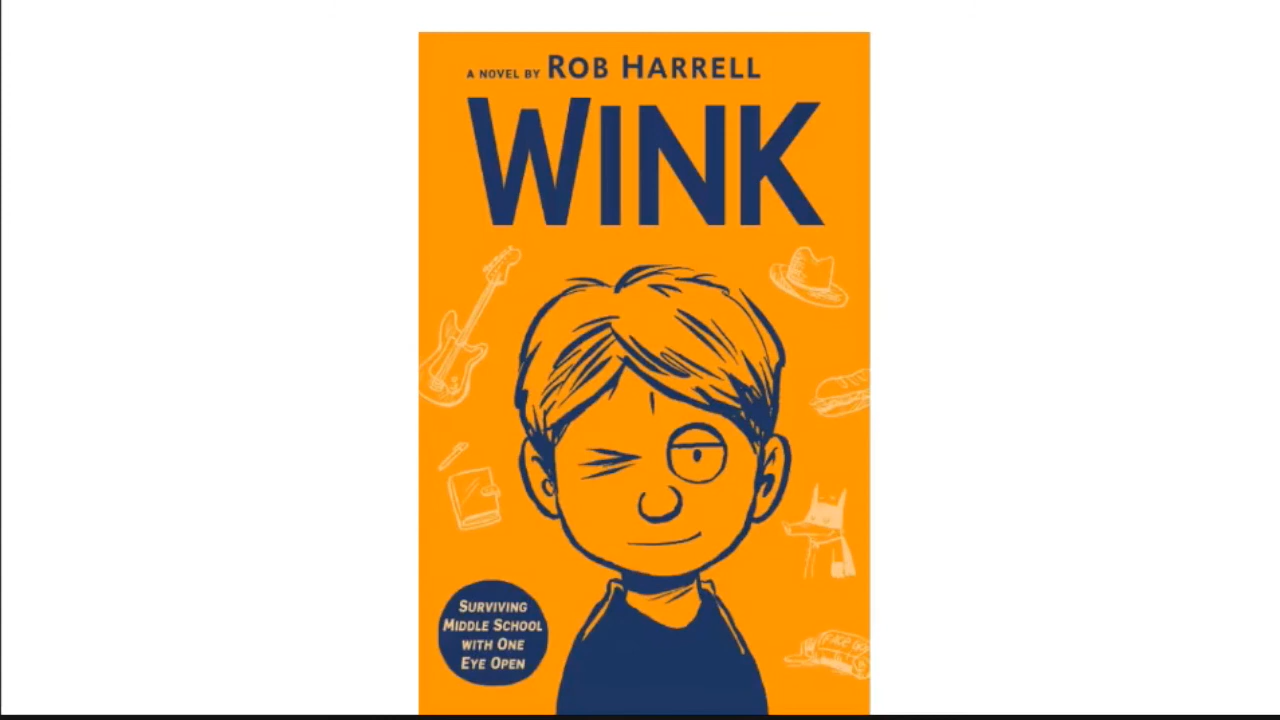 A NOVEL BY ROB HARRELL
WINK
SURVIVING
MIDDLE SCHOOL
WITH ONE
EYE OPEN